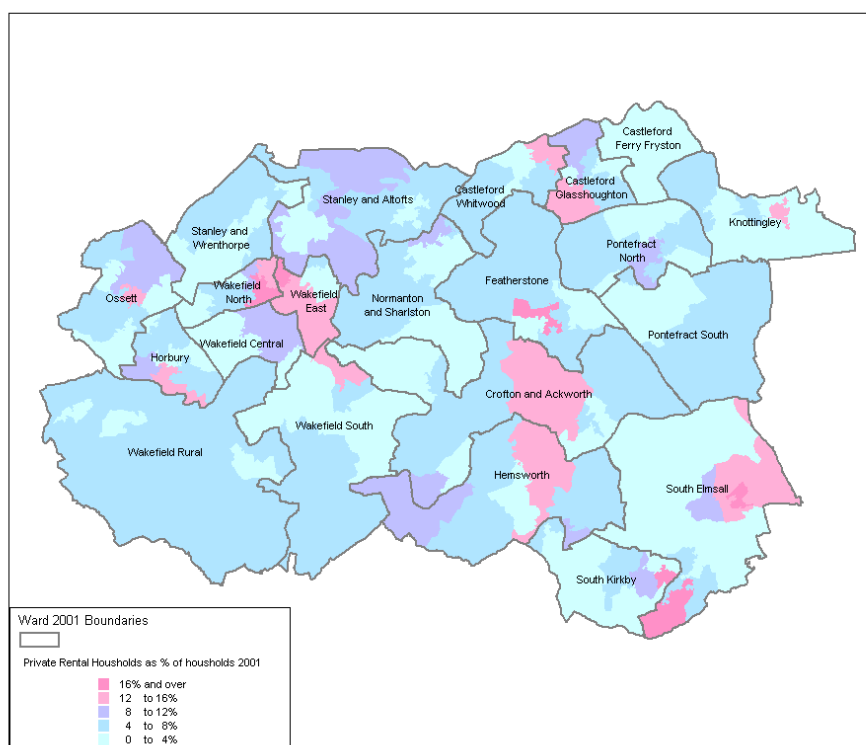 Castleford
Ferry Fryston
Castleford
Glasshoughton
Castleford
Whitwood
Stanley and Altofts
Knottingley
Stanley and
Wrenthorpe
Pontefract
North
Featherstone
Ossett
Wakefield
North
Wakefield
East
Normanton
and Sharlston
Pontefract South
Wakefield Central
Horbury
Crofton and Ackworth
Wakefield South
Wakefield Rural
Hemsworth
South Elmsall
South Kirkby
Ward 2001 Boundaries
Private Rental Housholds as % of housholds 2001
16% and over
12 to 16%
8 to 12%
4 to 8%
0 to 4%